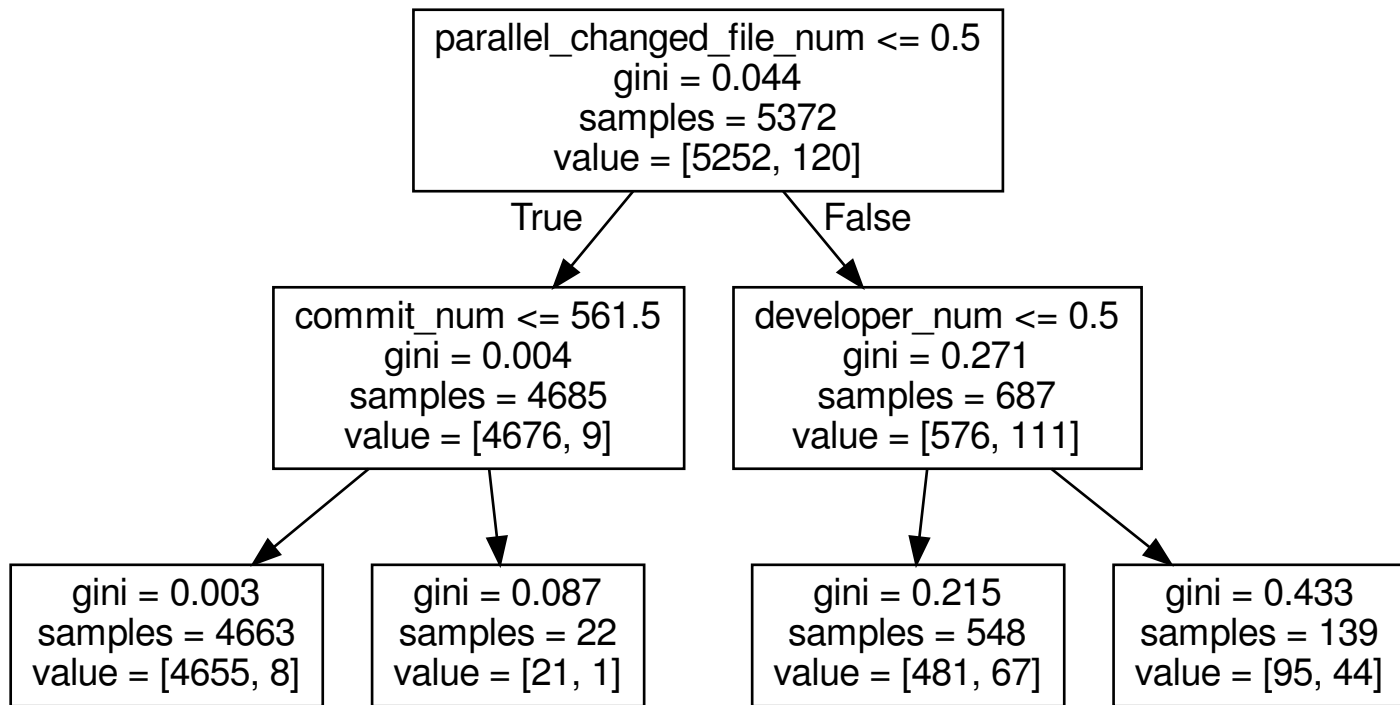 parallel_changed_file_num <= 0.5
gini = 0.044
samples = 5372
value = [5252, 120]
True
False
commit_num <= 561.5
gini = 0.004
samples = 4685
value = [4676, 9]
developer_num <= 0.5
gini = 0.271
samples = 687
value = [576, 111]
gini = 0.003
samples = 4663
value = [4655, 8]
gini = 0.087
samples = 22
value = [21, 1]
gini = 0.215
samples = 548
value = [481, 67]
gini = 0.433
samples = 139
value = [95, 44]